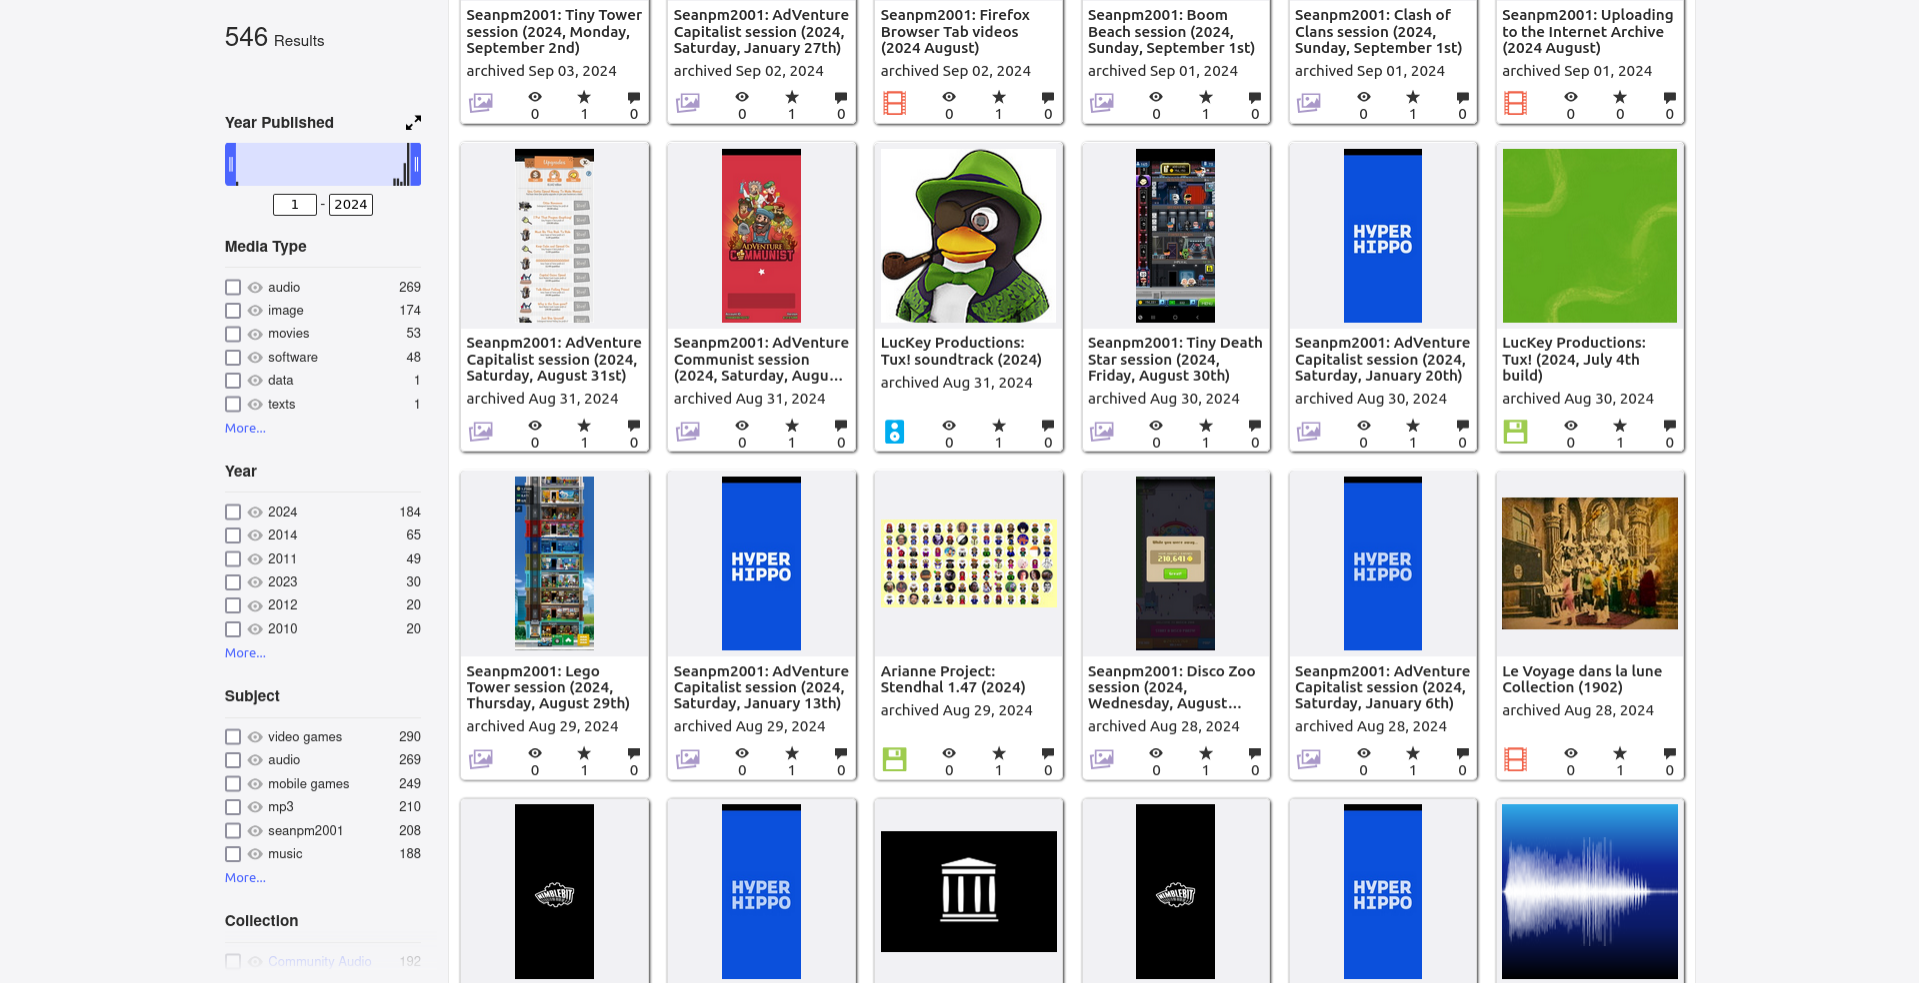 546 Results
Year Published
1 - 2024
Media Type
audio 269
image 174
movies 53
software 48
data 1
texts 1
More...
Year
2024 184
2014 65
2011 49
2023 30
2012 20
2010 20
More...
Subject
video games 290
audio 269
mobile games 249
mp3 210
seanpm2001 208
music 188
More...
Collection
Community Audio 192
Seanpm2001: Tiny Tower
session (2024, Monday,
September 2nd)
archived Sep 03, 2024
0 1 0
Seanpm2001: AdVenture
Capitalist session (2024,
Saturday, January 27th)
archived Sep 02, 2024
0 1 0
Seanpm2001: Firefox
Browser Tab videos
(2024 August)
archived Sep 02, 2024
0 1 0
Seanpm2001: Boom
Beach session (2024,
Sunday, September 1st)
archived Sep 01, 2024
0 1 0
Seanpm2001: Clash of
Clans session (2024,
Sunday, September 1st)
archived Sep 01, 2024
0 1 0
Seanpm2001: Uploading
to the Internet Archive
(2024 August)
archived Sep 01, 2024
0 0 0
Upgrades
Seanpm2001: AdVenture
Capitalist session (2024,
Saturday, August 31st)
archived Aug 31, 2024
0 1 0
ADVENTURE
COMMUNIST
Seanpm2001: AdVenture
Communist session
(2024, Saturday, Augu...
archived Aug 31, 2024
0 1 0
LucKey Productions:
Tux! soundtrack (2024)
archived Aug 31, 2024
0 1 0
Seanpm2001: Tiny Death
Star session (2024,
Friday, August 30th)
archived Aug 30, 2024
0 1 0
HYPER
HIPPO
Seanpm2001: AdVenture
Capitalist session (2024,
Saturday, January 20th)
archived Aug 30, 2024
0 1 0
LucKey Productions:
Tux! (2024, July 4th
build)
archived Aug 30, 2024
0 1 0
Seanpm2001: Lego
Tower session (2024,
Thursday, August 29th)
archived Aug 29, 2024
0 1 0
HYPER
HIPPO
Seanpm2001: AdVenture
Capitalist session (2024,
Saturday, January 13th)
archived Aug 29, 2024
0 1 0
Arianne Project:
Stendhal 1.47 (2024)
archived Aug 29, 2024
0 1 0
While you were away...
210,641
Seanpm2001: Disco Zoo
session (2024,
Wednesday, August...
archived Aug 28, 2024
0 1 0
HYPER
HIPPO
Seanpm2001: AdVenture
Capitalist session (2024,
Saturday, January 6th)
archived Aug 28, 2024
0 1 0
Le Voyage dans la lune
Collection (1902)
archived Aug 28, 2024
0 1 0
NIMBLEBIT
HYPER
HIPPO
NIMBLEBIT
HYPER
HIPPO